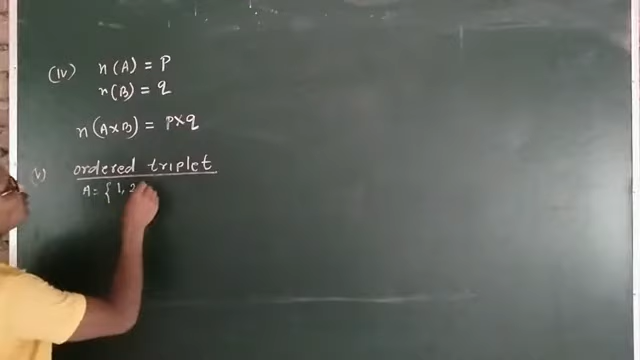 (iv) n(A) = p
n(B) = q
n(A×B) = p×q
(v) ordered triplet
A = {1, 2